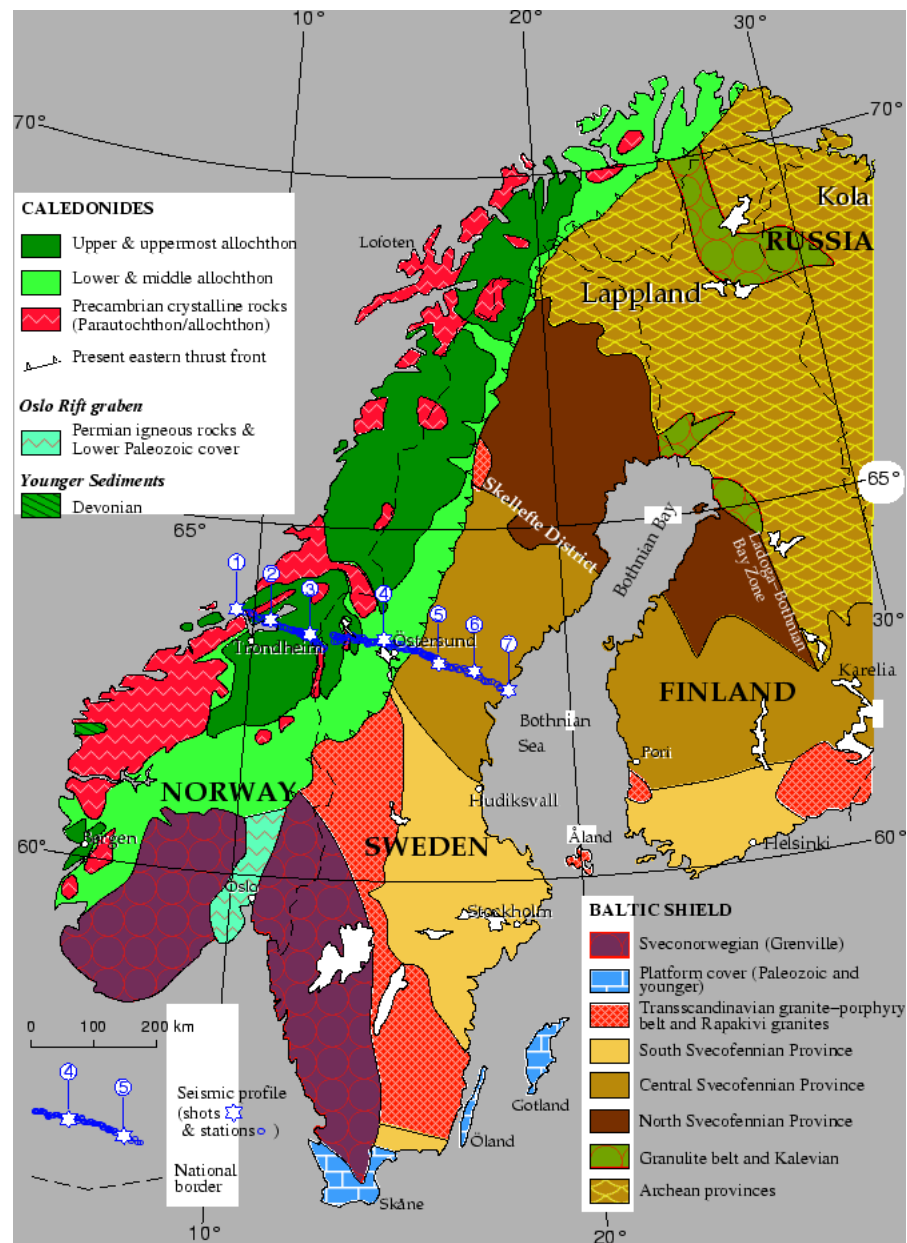 10°
20°
30°
70°
70°
CALEDONIDES
Upper & uppermost allochthon
Lower & middle allochthon
Precambrian crystalline rocks
(Parautochthon/allochthon)
Present eastern thrust front
Oslo Rift graben
Permian igneous rocks &
Lower Paleozoic cover
Younger Sediments
Devonian
Kola
RUSSIA
Lofoten
Lappland
65°
65°
Skellefte District
Bothnian Bay
Ladoga-Bothnian
Bay Zone
30°
1
2
3
4
5
6
7
Trondheim
Östersund
Karelia
FINLAND
Bothnian
Sea
Pori
NORWAY
Hudiksvall
Bergen
SWEDEN
Åland
Helsinki
60°
60°
Oslo
Stockholm
BALTIC SHIELD
Sveconorwegian (Grenville)
Platform cover (Paleozoic and
younger)
Transscandinavian granite-porphyry
belt and Rapakivi granites
South Svecofennian Province
Central Svecofennian Province
North Svecofennian Province
Granulite belt and Kalevian
Archean provinces
0 100 200 km
4
5
Seismic profile
(shots
& stations )
National
border
Gotland
Öland
Skåne
10°
20°